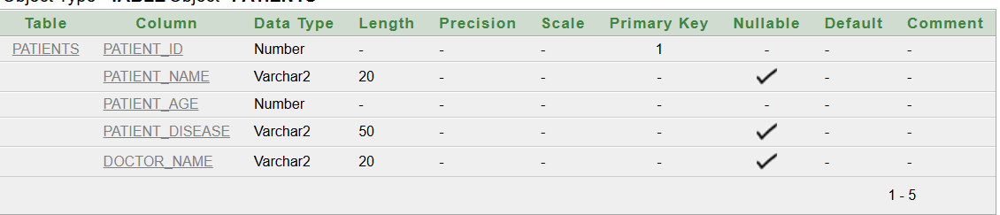 Object Type TABLE Object PATIENTS
Table Column Data Type Length Precision Scale Primary Key Nullable Default Comment
PATIENTS PATIENT_ID Number - - - 1 - - -
PATIENT_NAME Varchar2 20 - - - ✓ - -
PATIENT_AGE Number - - - - - - -
PATIENT_DISEASE Varchar2 50 - - - ✓ - -
DOCTOR_NAME Varchar2 20 - - - ✓ - -
1 - 5